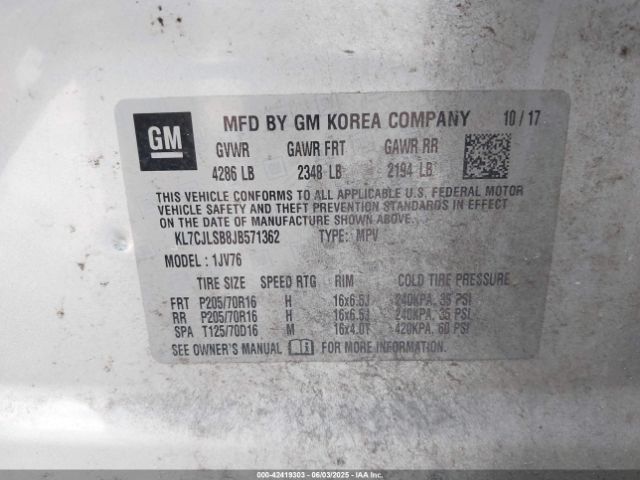 GM
MFD BY GM KOREA COMPANY 10/17
GVWR GAWR FRT GAWR RR
4286 LB 2348 LB 2194 LB
THIS VEHICLE CONFORMS TO ALL APPLICABLE U.S. FEDERAL MOTOR
VEHICLE SAFETY AND THEFT PREVENTION STANDARDS IN EFFECT
ON THE DATE OF MANUFACTURE SHOWN ABOVE.
KL7CJLSB8JB571362 TYPE: MPV
MODEL: 1JV76
TIRE SIZE SPEED RTG RIM COLD TIRE PRESSURE
FRT P205/70R16 H 16x6.5J 240KPA, 35 PSI
RR P205/70R16 H 16x6.5J 240KPA, 35 PSI
SPA T125/70D16 M 16x4.0T 420KPA, 60 PSI
SEE OWNER'S MANUAL FOR MORE INFORMATION.
000-42419303 - 06/03/2025 - IAAI.COM